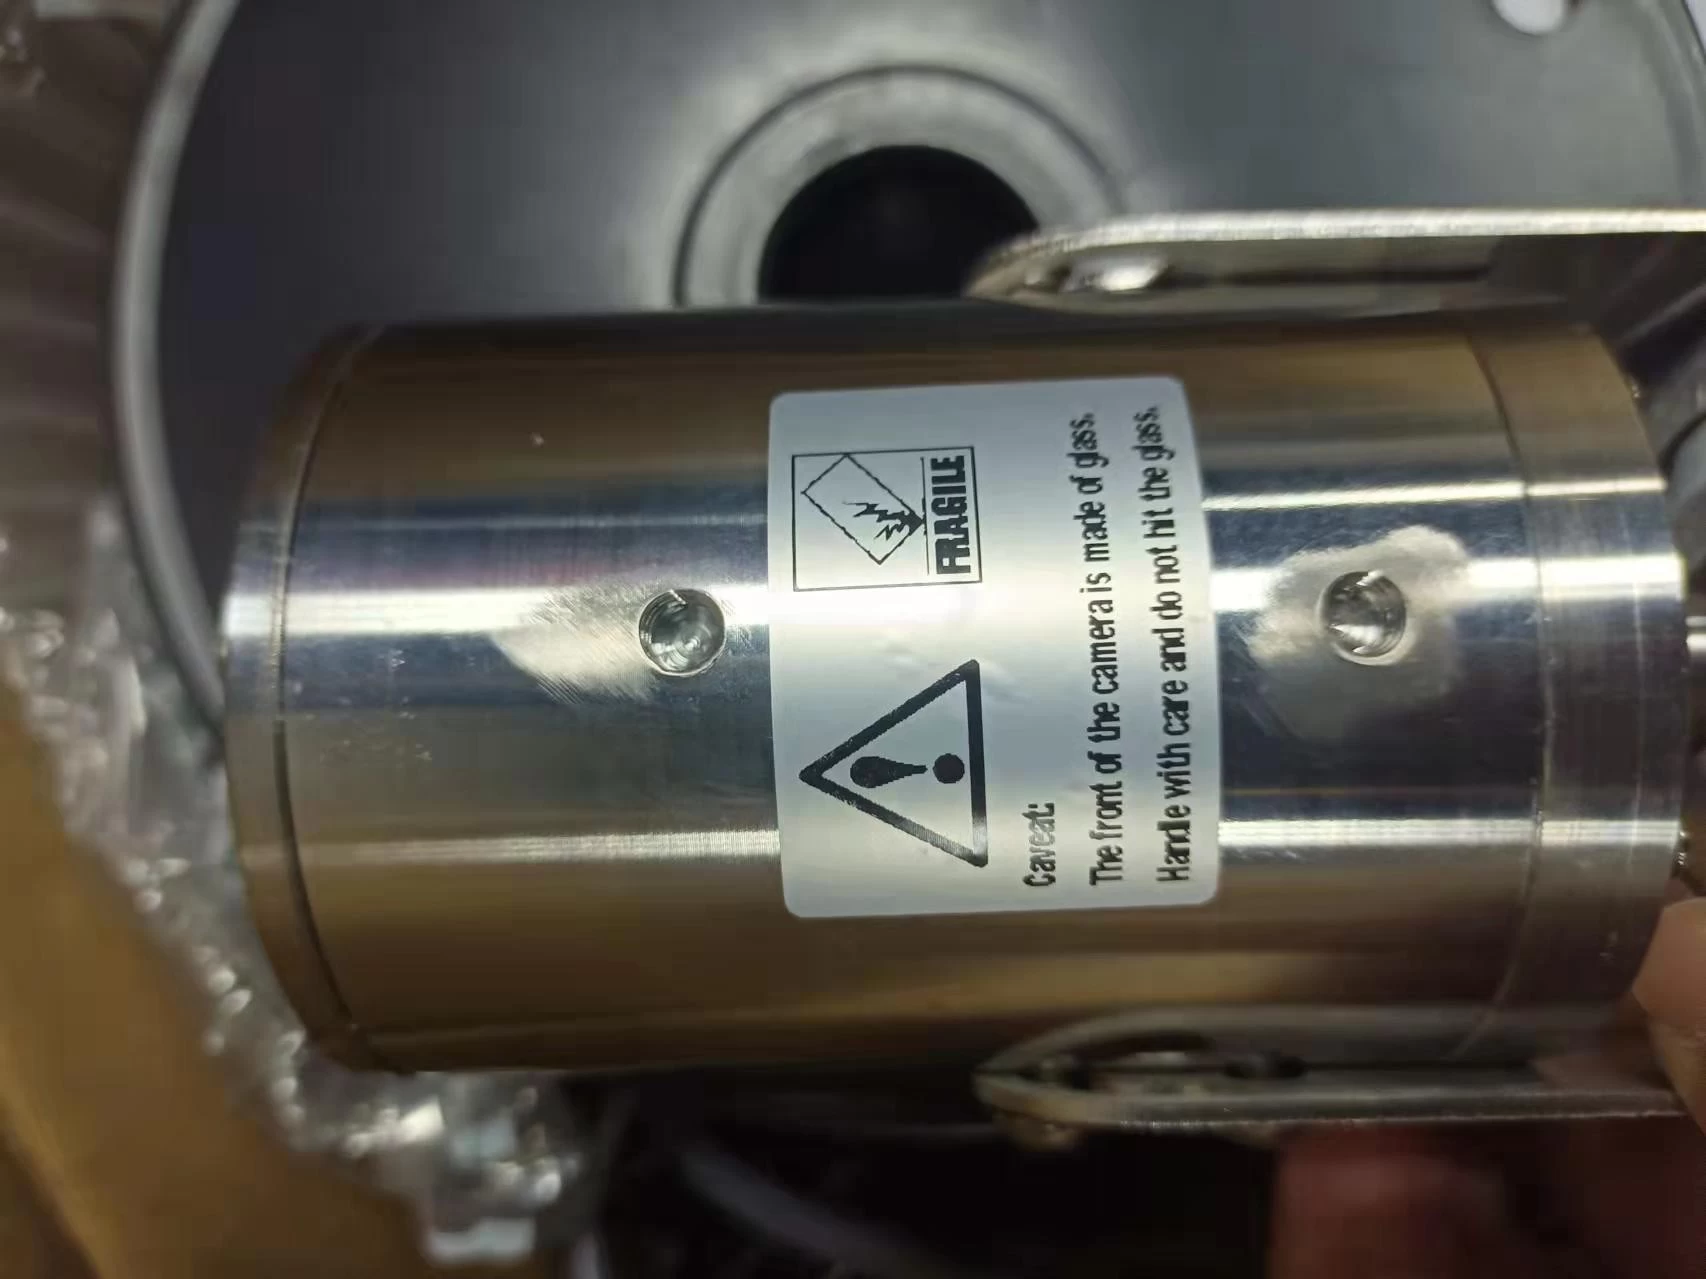 FRAGILE
Caveat:
The front of the camera is made of glass.
Handle with care and do not hit the glass.